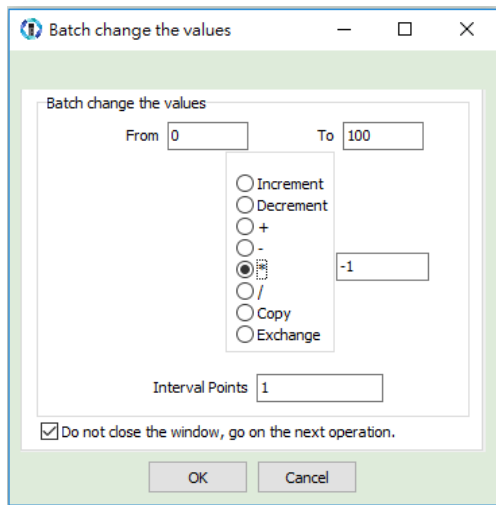 Batch change the values
Batch change the values
From 0 To 100
Increment
Decrement
+
-
* -1
/
Copy
Exchange
Interval Points 1
Do not close the window, go on the next operation.
OK Cancel